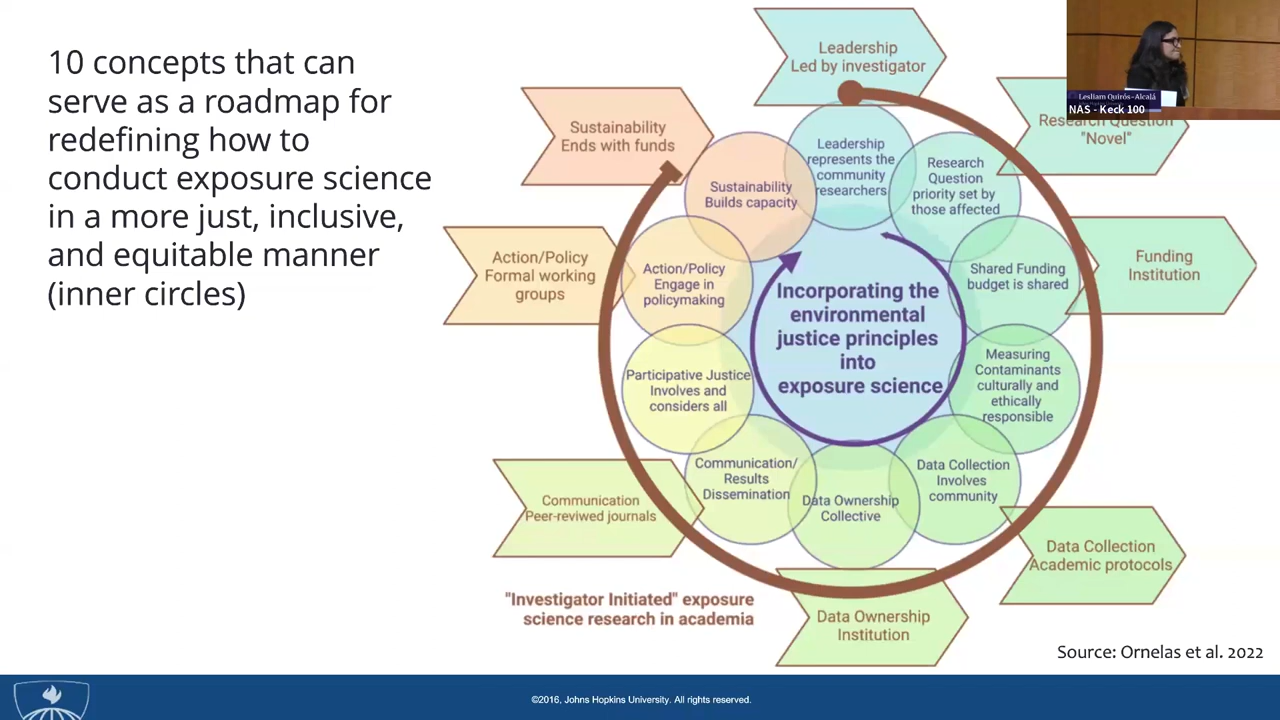 10 concepts that can
serve as a roadmap for
redefining how to
conduct exposure science
in a more just, inclusive,
and equitable manner
(inner circles)
Leadership
Led by investigator
Research Question
"Novel"
Funding
Institution
Data Collection
Academic protocols
Data Ownership
Institution
Communication
Peer-reviwed journals
Action/Policy
Formal working
groups
Sustainability
Ends with funds
Leadership
represents the
community
researchers
Research
Question
priority set by
those affected
Shared Funding
budget is shared
Measuring
Contaminants
culturally and
ethically
responsible
Data Collection
Involves
community
Data Ownership
Collective
Communication/
Results
Dissemination
Participative Justice
Involves and
considers all
Action/Policy
Engage in
policymaking
Sustainability
Builds capacity
Incorporating the
environmental
justice principles
into
exposure science
"Investigator Initiated" exposure
science research in academia
Lesliam Quirós-Alcalá
NAS - Keck 100
Source: Ornelas et al. 2022
©2016, Johns Hopkins University. All rights reserved.